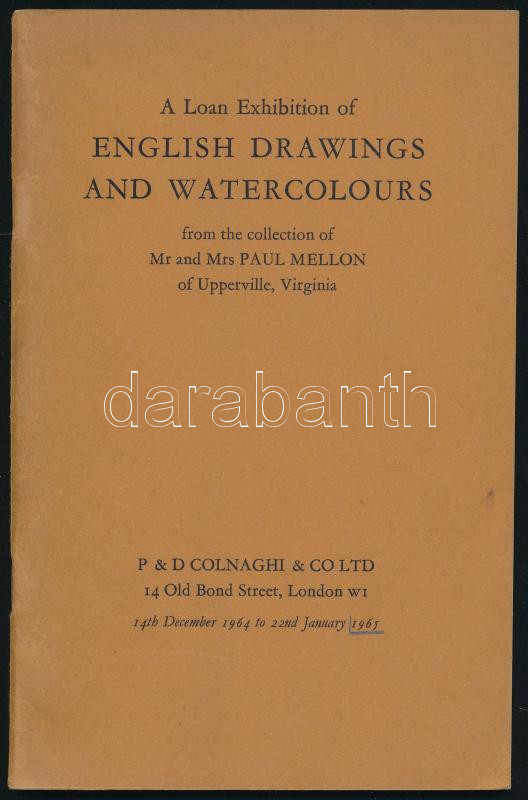 A Loan Exhibition of
ENGLISH DRAWINGS
AND WATERCOLOURS
from the collection of
Mr and Mrs PAUL MELLON
of Upperville, Virginia
darabanth
P & D COLNAGHI & CO LTD
14 Old Bond Street, London W1
14th December 1964 to 22nd January 1965